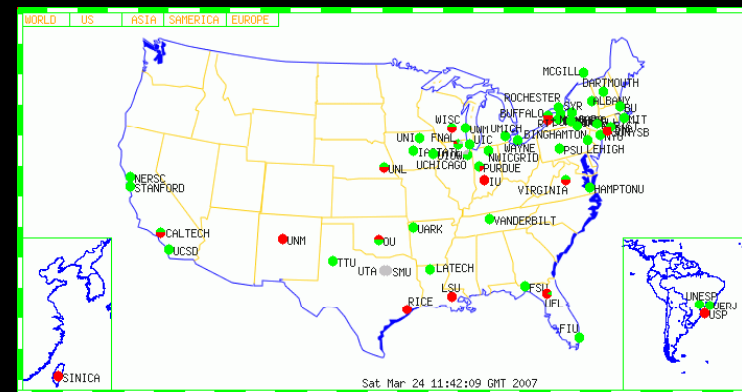 WORLD US ASIA SAMERICA EUROPE
MCGILL
DARTMOUTH
ROCHESTER
ALBANY
SYR
BU
BUFFALO
MIT
WISC
UMICH
UNI
FNAL
UWM
BINGHAMTON
NYU
UIC
WAYNE
PSU
LEHIGH
UCHICAGO
NWICGRID
UNL
PURDUE
IU
VIRGINIA
HAMPTONU
NERSC
STANFORD
VANDERBILT
CALTECH
UARK
UCSD
UNM
OU
TTU
UTA
SMU
LATECH
LSU
FSU
UFL
RICE
FIU
UNESP
UERJ
USP
SINICA
Sat Mar 24 11:42:09 GMT 2007